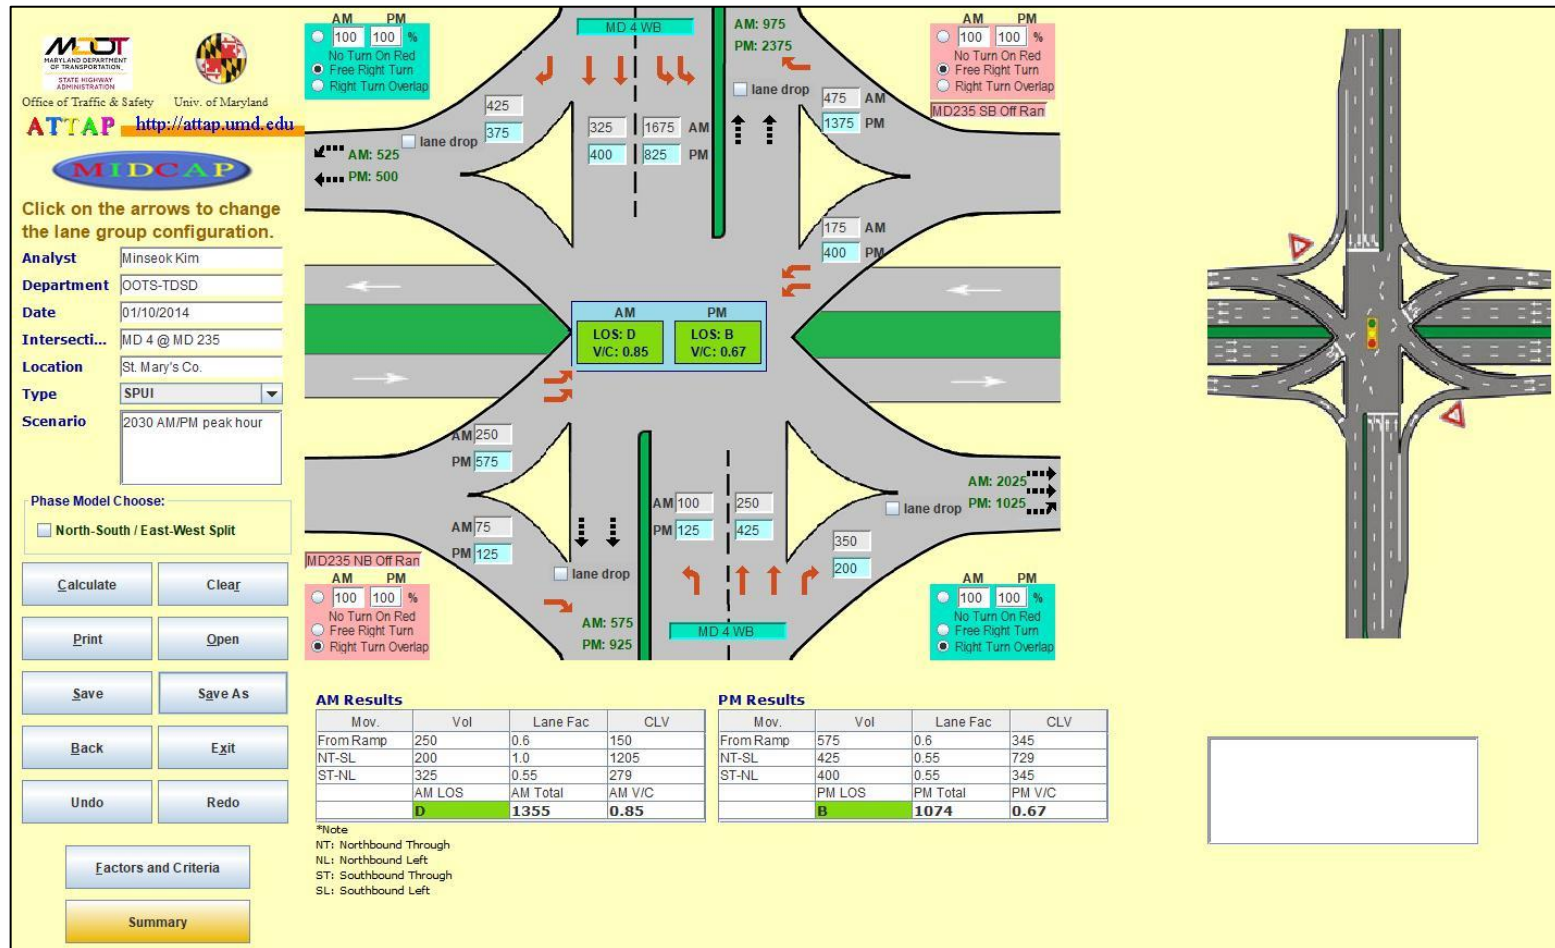 MDOT
MARYLAND DEPARTMENT
OF TRANSPORTATION
STATE HIGHWAY
ADMINISTRATION
Office of Traffic & Safety Univ. of Maryland
ATTAP http://attap.umd.edu
MIDCAP
Click on the arrows to change
the lane group configuration.
Analyst Minseok Kim
Department OOTS-TDSD
Date 01/10/2014
Intersecti... MD 4 @ MD 235
Location St. Mary's Co.
Type SPUI
Scenario 2030 AM/PM peak hour
Phase Model Choose:
North-South / East-West Split
Calculate Clear
Print Open
Save Save As
Back Exit
Undo Redo
Factors and Criteria
Summary
AM PM
100 100 %
No Turn On Red
Free Right Turn
Right Turn Overlap
MD 4 WB
AM: 975
PM: 2375
lane drop
AM PM
100 100 %
No Turn On Red
Free Right Turn
Right Turn Overlap
MD235 SB Off Ran
425
375
lane drop
AM: 525
PM: 500
325 1675 AM
400 825 PM
475 AM
1375 PM
175 AM
400 PM
AM PM
LOS: D LOS: B
V/C: 0.85 V/C: 0.67
AM 250
PM 575
AM 75
PM 125
AM 100 250
PM 125 425
350
200
AM: 2025
PM: 1025
lane drop
lane drop
AM: 575
PM: 925
MD 4 WB
MD235 NB Off Ran
AM PM
100 100 %
No Turn On Red
Free Right Turn
Right Turn Overlap
AM PM
100 100 %
No Turn On Red
Free Right Turn
Right Turn Overlap
AM Results
Mov. Vol Lane Fac CLV
From Ramp 250 0.6 150
NT-SL 200 1.0 1205
ST-NL 325 0.55 279
AM LOS AM Total AM V/C
D 1355 0.85
PM Results
Mov. Vol Lane Fac CLV
From Ramp 575 0.6 345
NT-SL 425 0.55 729
ST-NL 400 0.55 345
PM LOS PM Total PM V/C
B 1074 0.67
*Note
NT: Northbound Through
NL: Northbound Left
ST: Southbound Through
SL: Southbound Left